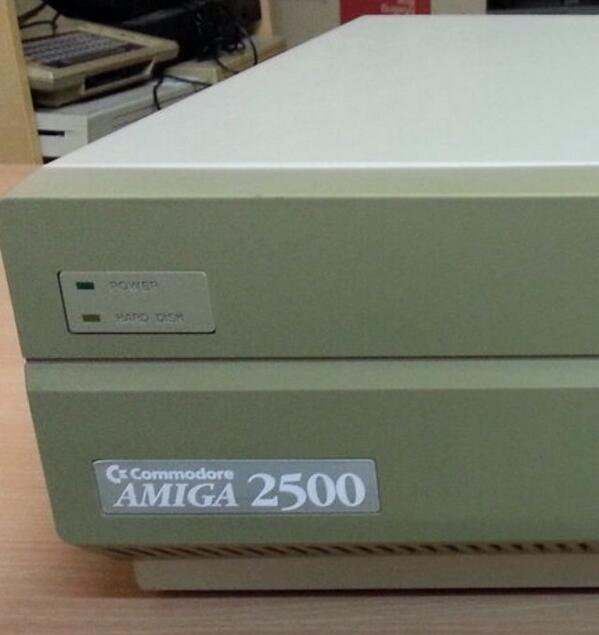 POWER
HARD DISK
Commodore
AMIGA 2500